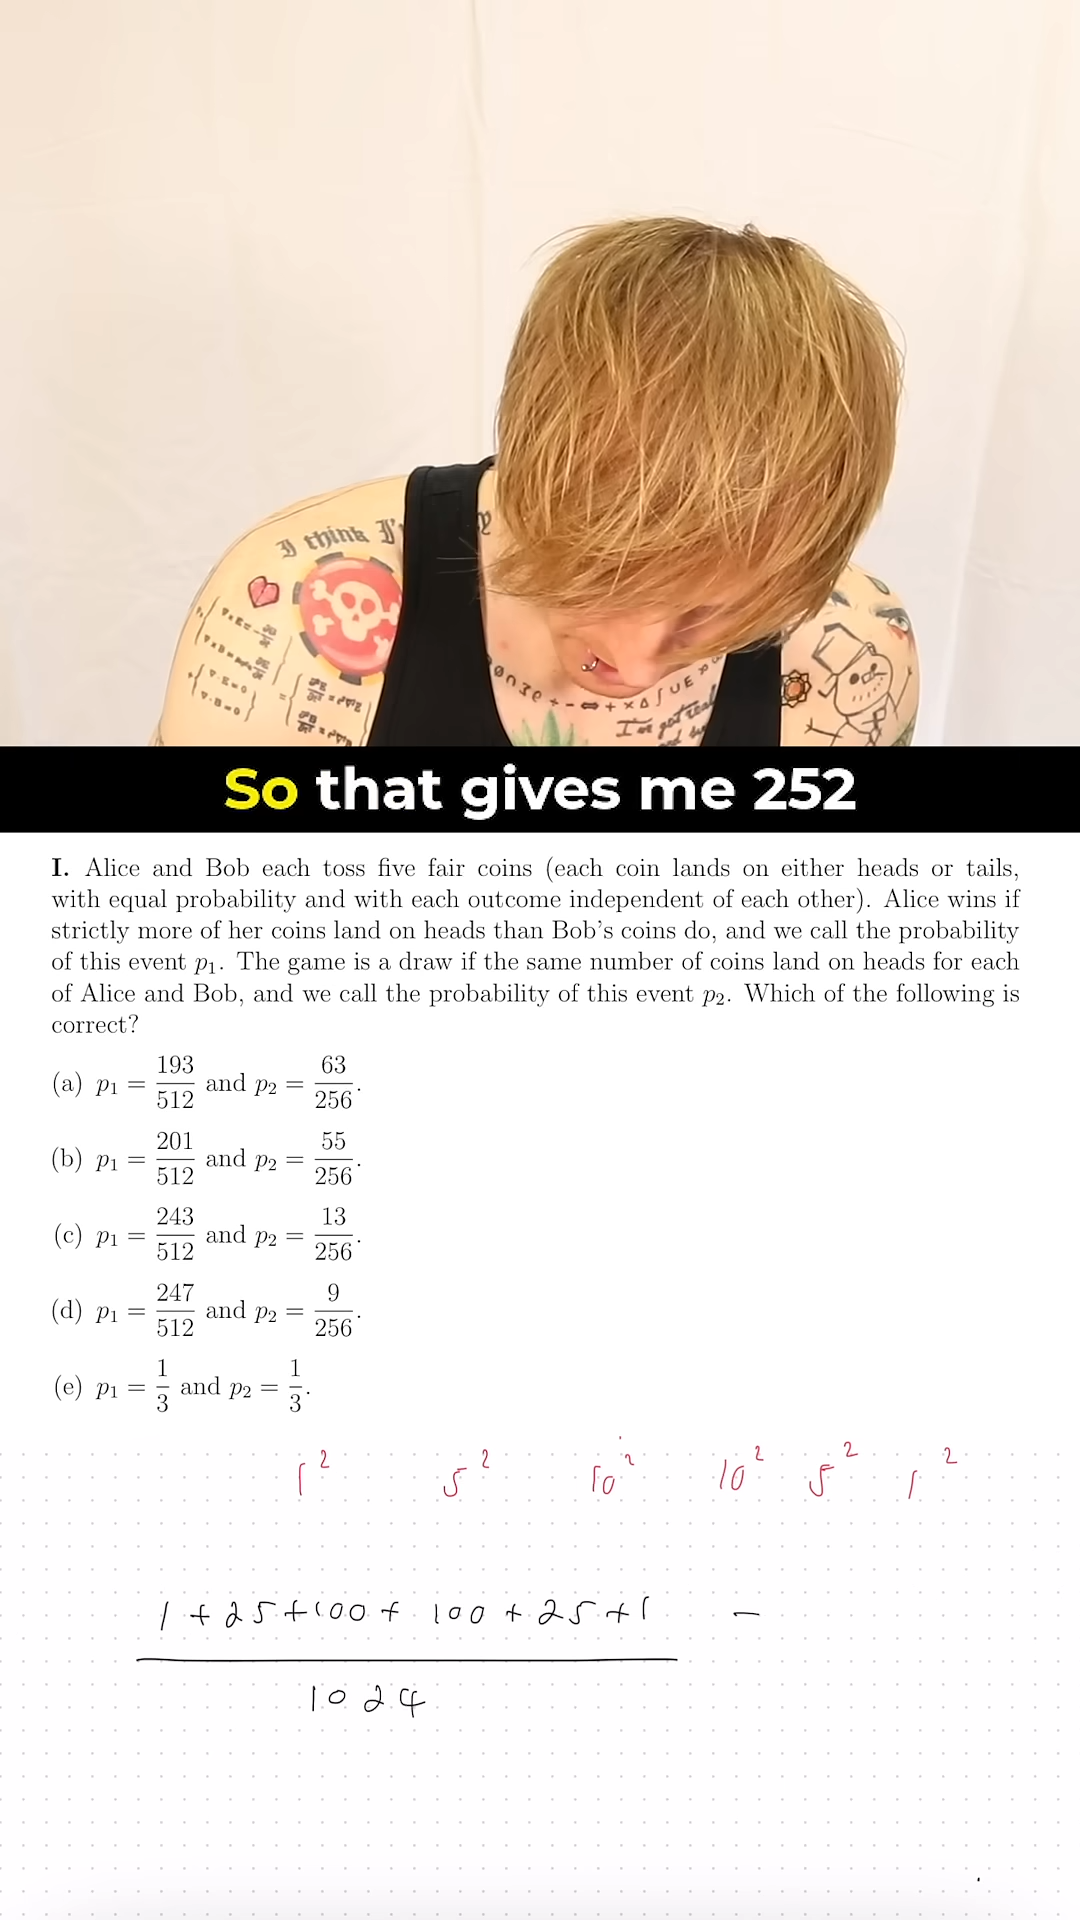 I think I'
So that gives me 252
I. Alice and Bob each toss five fair coins (each coin lands on either heads or tails,
with equal probability and with each outcome independent of each other). Alice wins if
strictly more of her coins land on heads than Bob's coins do, and we call the probability
of this event p₁. The game is a draw if the same number of coins land on heads for each
of Alice and Bob, and we call the probability of this event p₂. Which of the following is
correct?
(a) p₁ = 193/512 and p₂ = 63/256.
(b) p₁ = 201/512 and p₂ = 55/256.
(c) p₁ = 243/512 and p₂ = 13/256.
(d) p₁ = 247/512 and p₂ = 9/256.
(e) p₁ = 1/3 and p₂ = 1/3.
1² 5² 10² 10² 5² 1²
1 + 25 + 100 + 100 + 25 + 1 –
1024